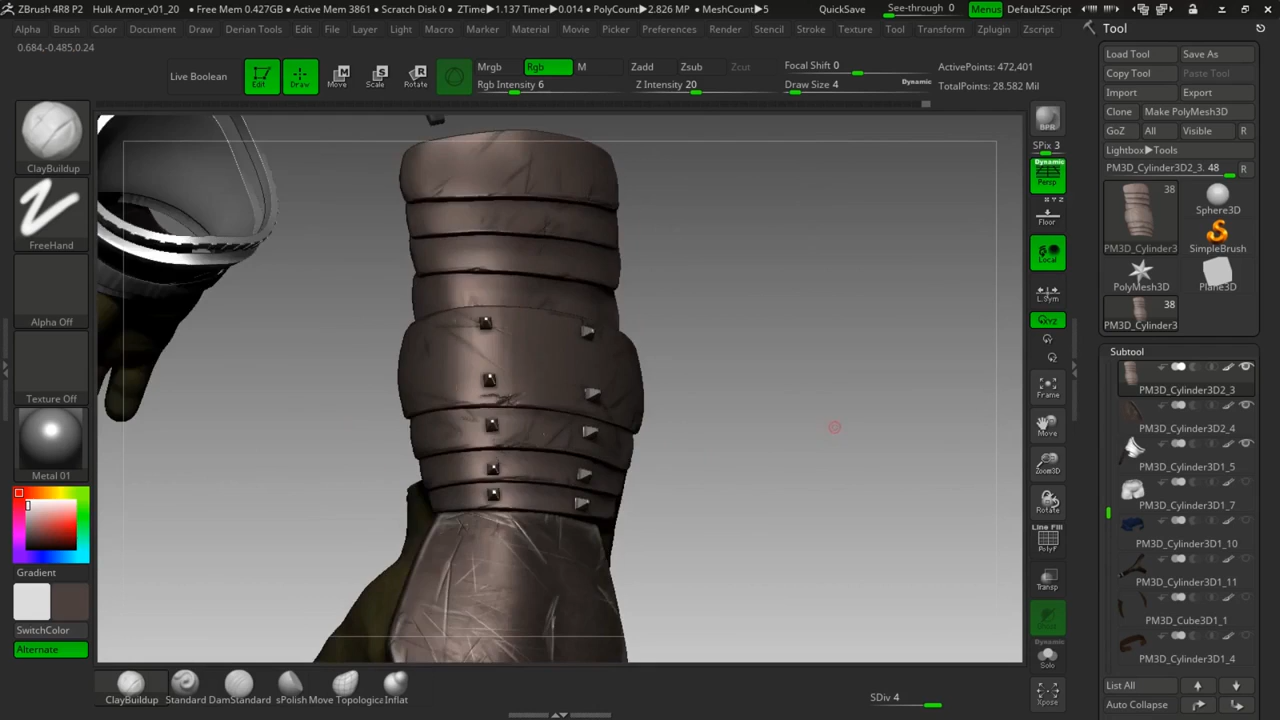 ZBrush 4R8 P2 Hulk Armor_v01_20 ● Free Mem 0.427GB ● Active Mem 3861 ● Scratch Disk 0 ● ZTime▶1.137 Timer▶0.014 ● PolyCount▶2.826 MP ● MeshCount▶5 QuickSave See-through 0 Menus DefaultZScript
Alpha Brush Color Document Draw Derian Tools Edit File Layer Light Macro Marker Material Movie Picker Preferences Render Stencil Stroke Texture Tool Transform Zplugin Zscript
0.684,-0.485,0.24
Live Boolean Edit Draw Move Scale Rotate
Mrgb Rgb M Zadd Zsub Zcut Focal Shift 0 ActivePoints: 472,401
Rgb Intensity 6 Z Intensity 20 Draw Size 4 Dynamic TotalPoints: 28.582 Mil
ClayBuildup
FreeHand
Alpha Off
Texture Off
Metal 01
Gradient
SwitchColor
Alternate
BPR
SPix 3
Dynamic
Persp
Floor
Local
L.Sym
XYZ
Frame
Move
Zoom3D
Rotate
Line Fill
PolyF
Transp
Ghost
Dynamic
Solo
Xpose
Tool
Load Tool Save As
Copy Tool Paste Tool
Import Export
Clone Make PolyMesh3D
GoZ All Visible R
Lightbox▶Tools
PM3D_Cylinder3D2_3. 48 R
38
PM3D_Cylinder3 Sphere3D
SimpleBrush
PolyMesh3D Plane3D
38
PM3D_Cylinder3
Subtool
PM3D_Cylinder3D2_3
PM3D_Cylinder3D2_4
PM3D_Cylinder3D1_5
PM3D_Cylinder3D1_7
PM3D_Cylinder3D1_10
PM3D_Cylinder3D1_11
PM3D_Cube3D1_1
PM3D_Cylinder3D1_4
List All
Auto Collapse
ClayBuildup Standard DamStandard sPolish Move Topologica Inflat
SDiv 4